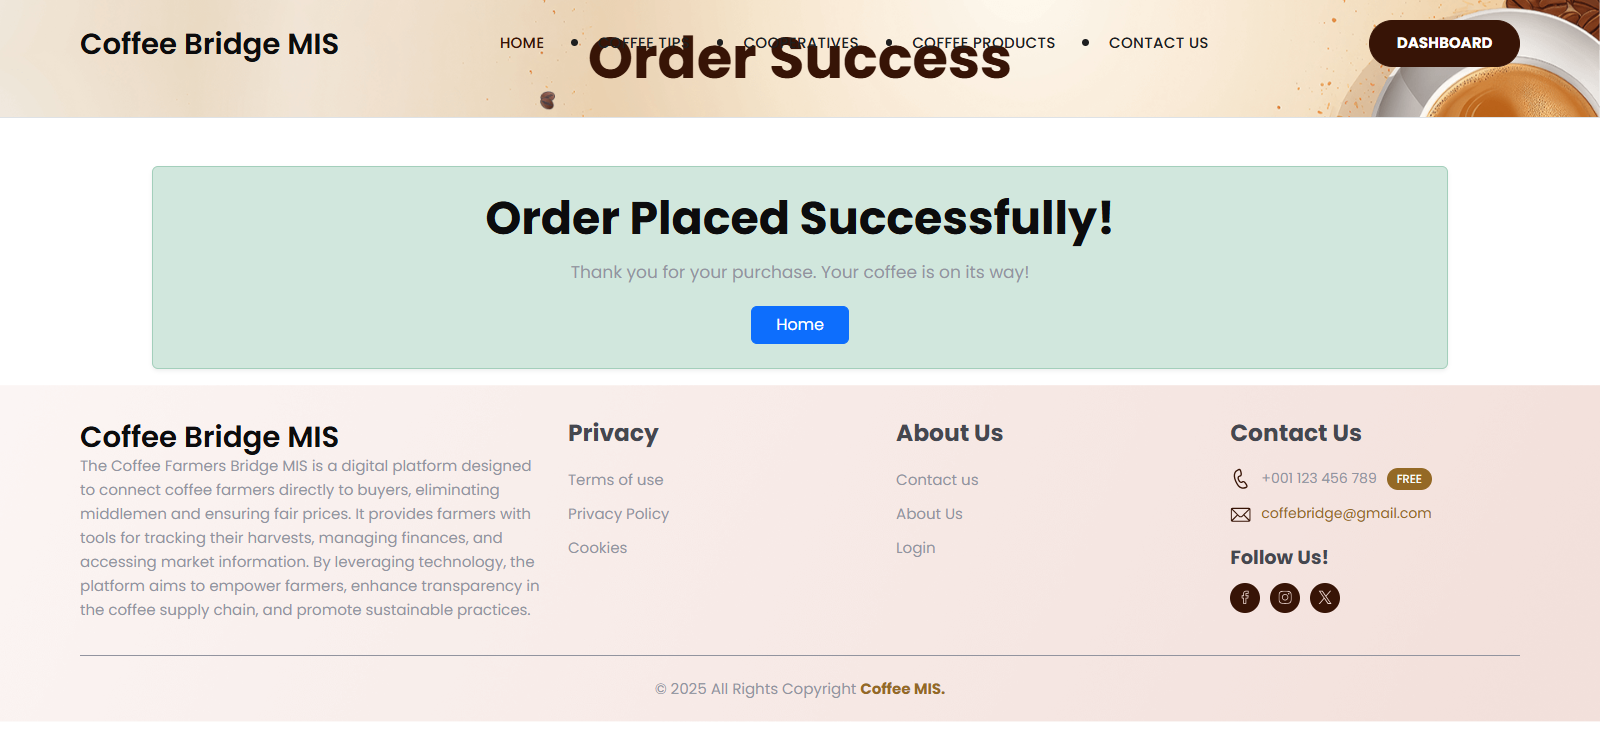 Coffee Bridge MIS
HOME • COFFEE TIPS • COOPERATIVES • COFFEE PRODUCTS • CONTACT US
DASHBOARD
Order Success
Order Placed Successfully!
Thank you for your purchase. Your coffee is on its way!
Home
Coffee Bridge MIS
The Coffee Farmers Bridge MIS is a digital platform designed
to connect coffee farmers directly to buyers, eliminating
middlemen and ensuring fair prices. It provides farmers with
tools for tracking their harvests, managing finances, and
accessing market information. By leveraging technology, the
platform aims to empower farmers, enhance transparency in
the coffee supply chain, and promote sustainable practices.
Privacy
Terms of use
Privacy Policy
Cookies
About Us
Contact us
About Us
Login
Contact Us
+001 123 456 789 FREE
coffebridge@gmail.com
Follow Us!
© 2025 All Rights Copyright Coffee MIS.